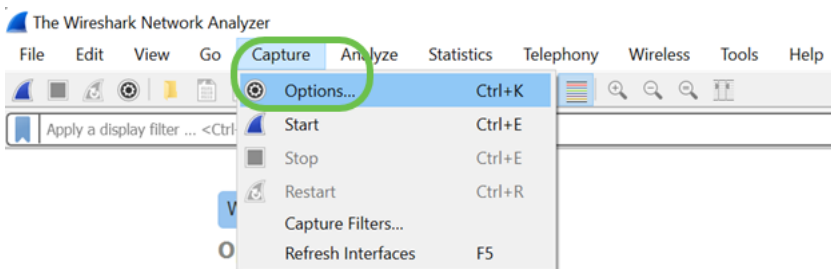 The Wireshark Network Analyzer
File Edit View Go Capture Analyze Statistics Telephony Wireless Tools Help
Options... Ctrl+K
Apply a display filter ... <Ctrl-
Start Ctrl+E
Stop Ctrl+E
Restart Ctrl+R
Capture Filters...
Refresh Interfaces F5